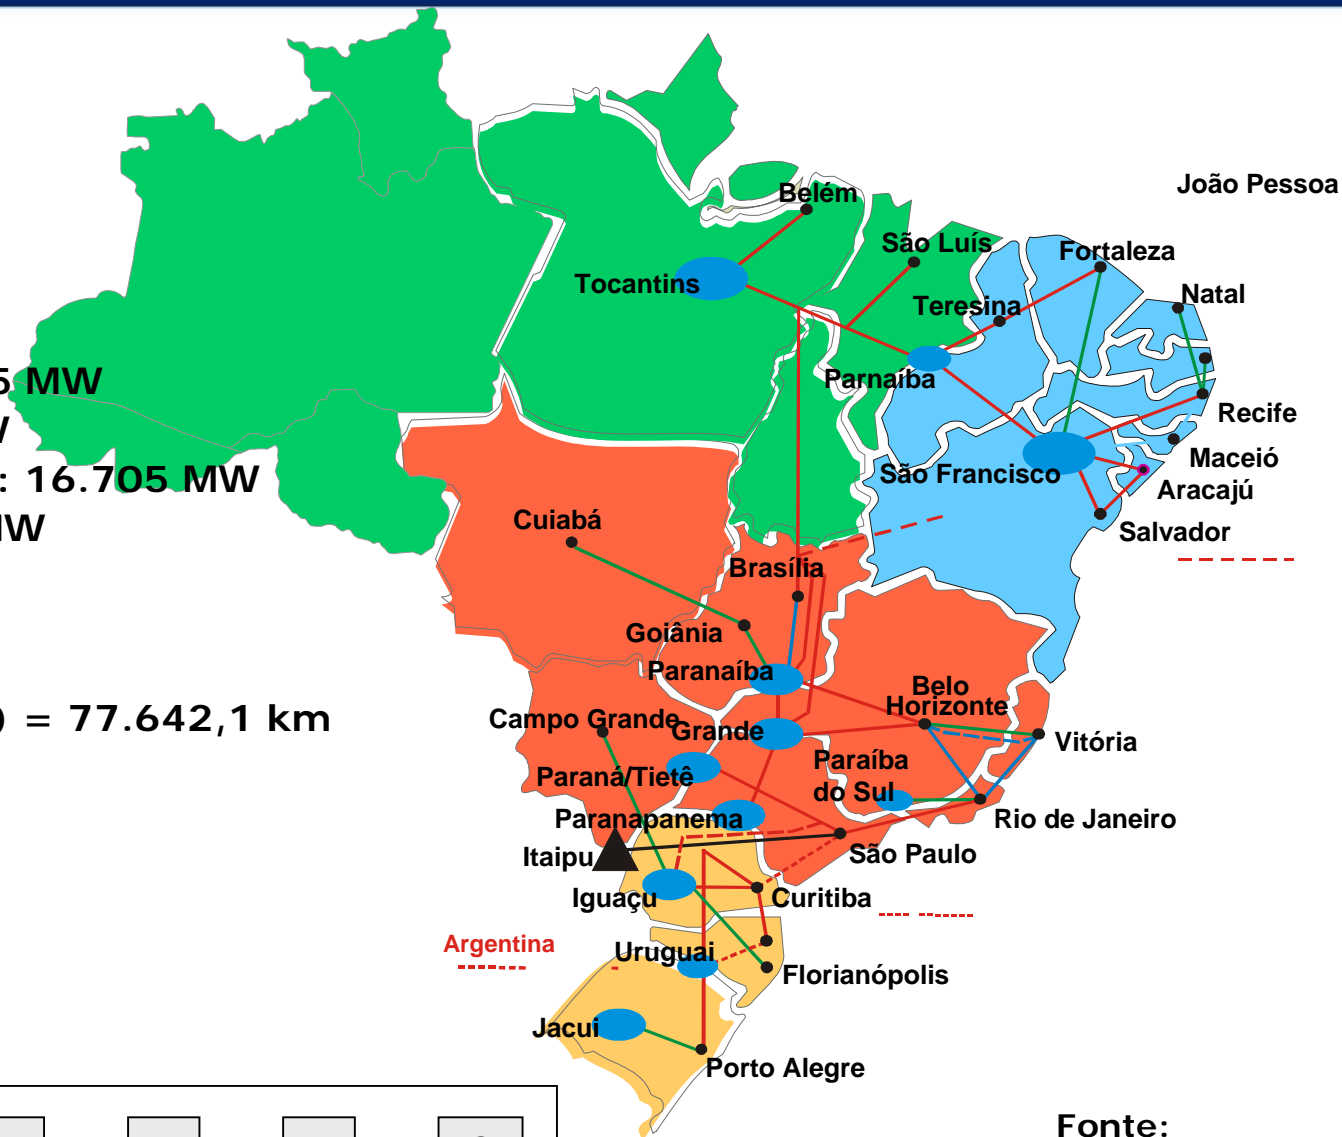 João Pessoa
Belém
São Luís
Fortaleza
Tocantins
Natal
Teresina
Parnaíba
5 MW
Recife
: 16.705 MW
São Francisco
Maceió
Aracajú
Cuiabá
Salvador
Brasília
Goiânia
Paranaíba
Belo
Horizonte
) = 77.642,1 km
Campo Grande
Grande
Vitória
Paraíba
do Sul
Paraná/Tietê
Paranapanema
Rio de Janeiro
Itaipu
São Paulo
Iguaçu
Curitiba
Argentina
Uruguai
Florianópolis
Jacui
Porto Alegre
Fonte: